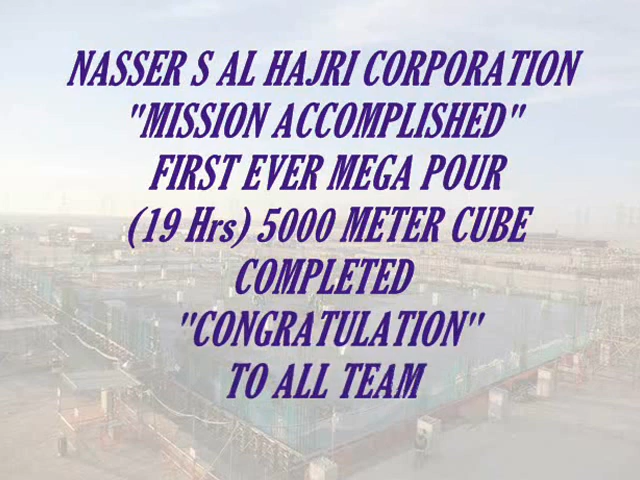 NASSER S AL HAJRI CORPORATION
"MISSION ACCOMPLISHED"
FIRST EVER MEGA POUR
(19 Hrs) 5000 METER CUBE
COMPLETED
"CONGRATULATION"
TO ALL TEAM